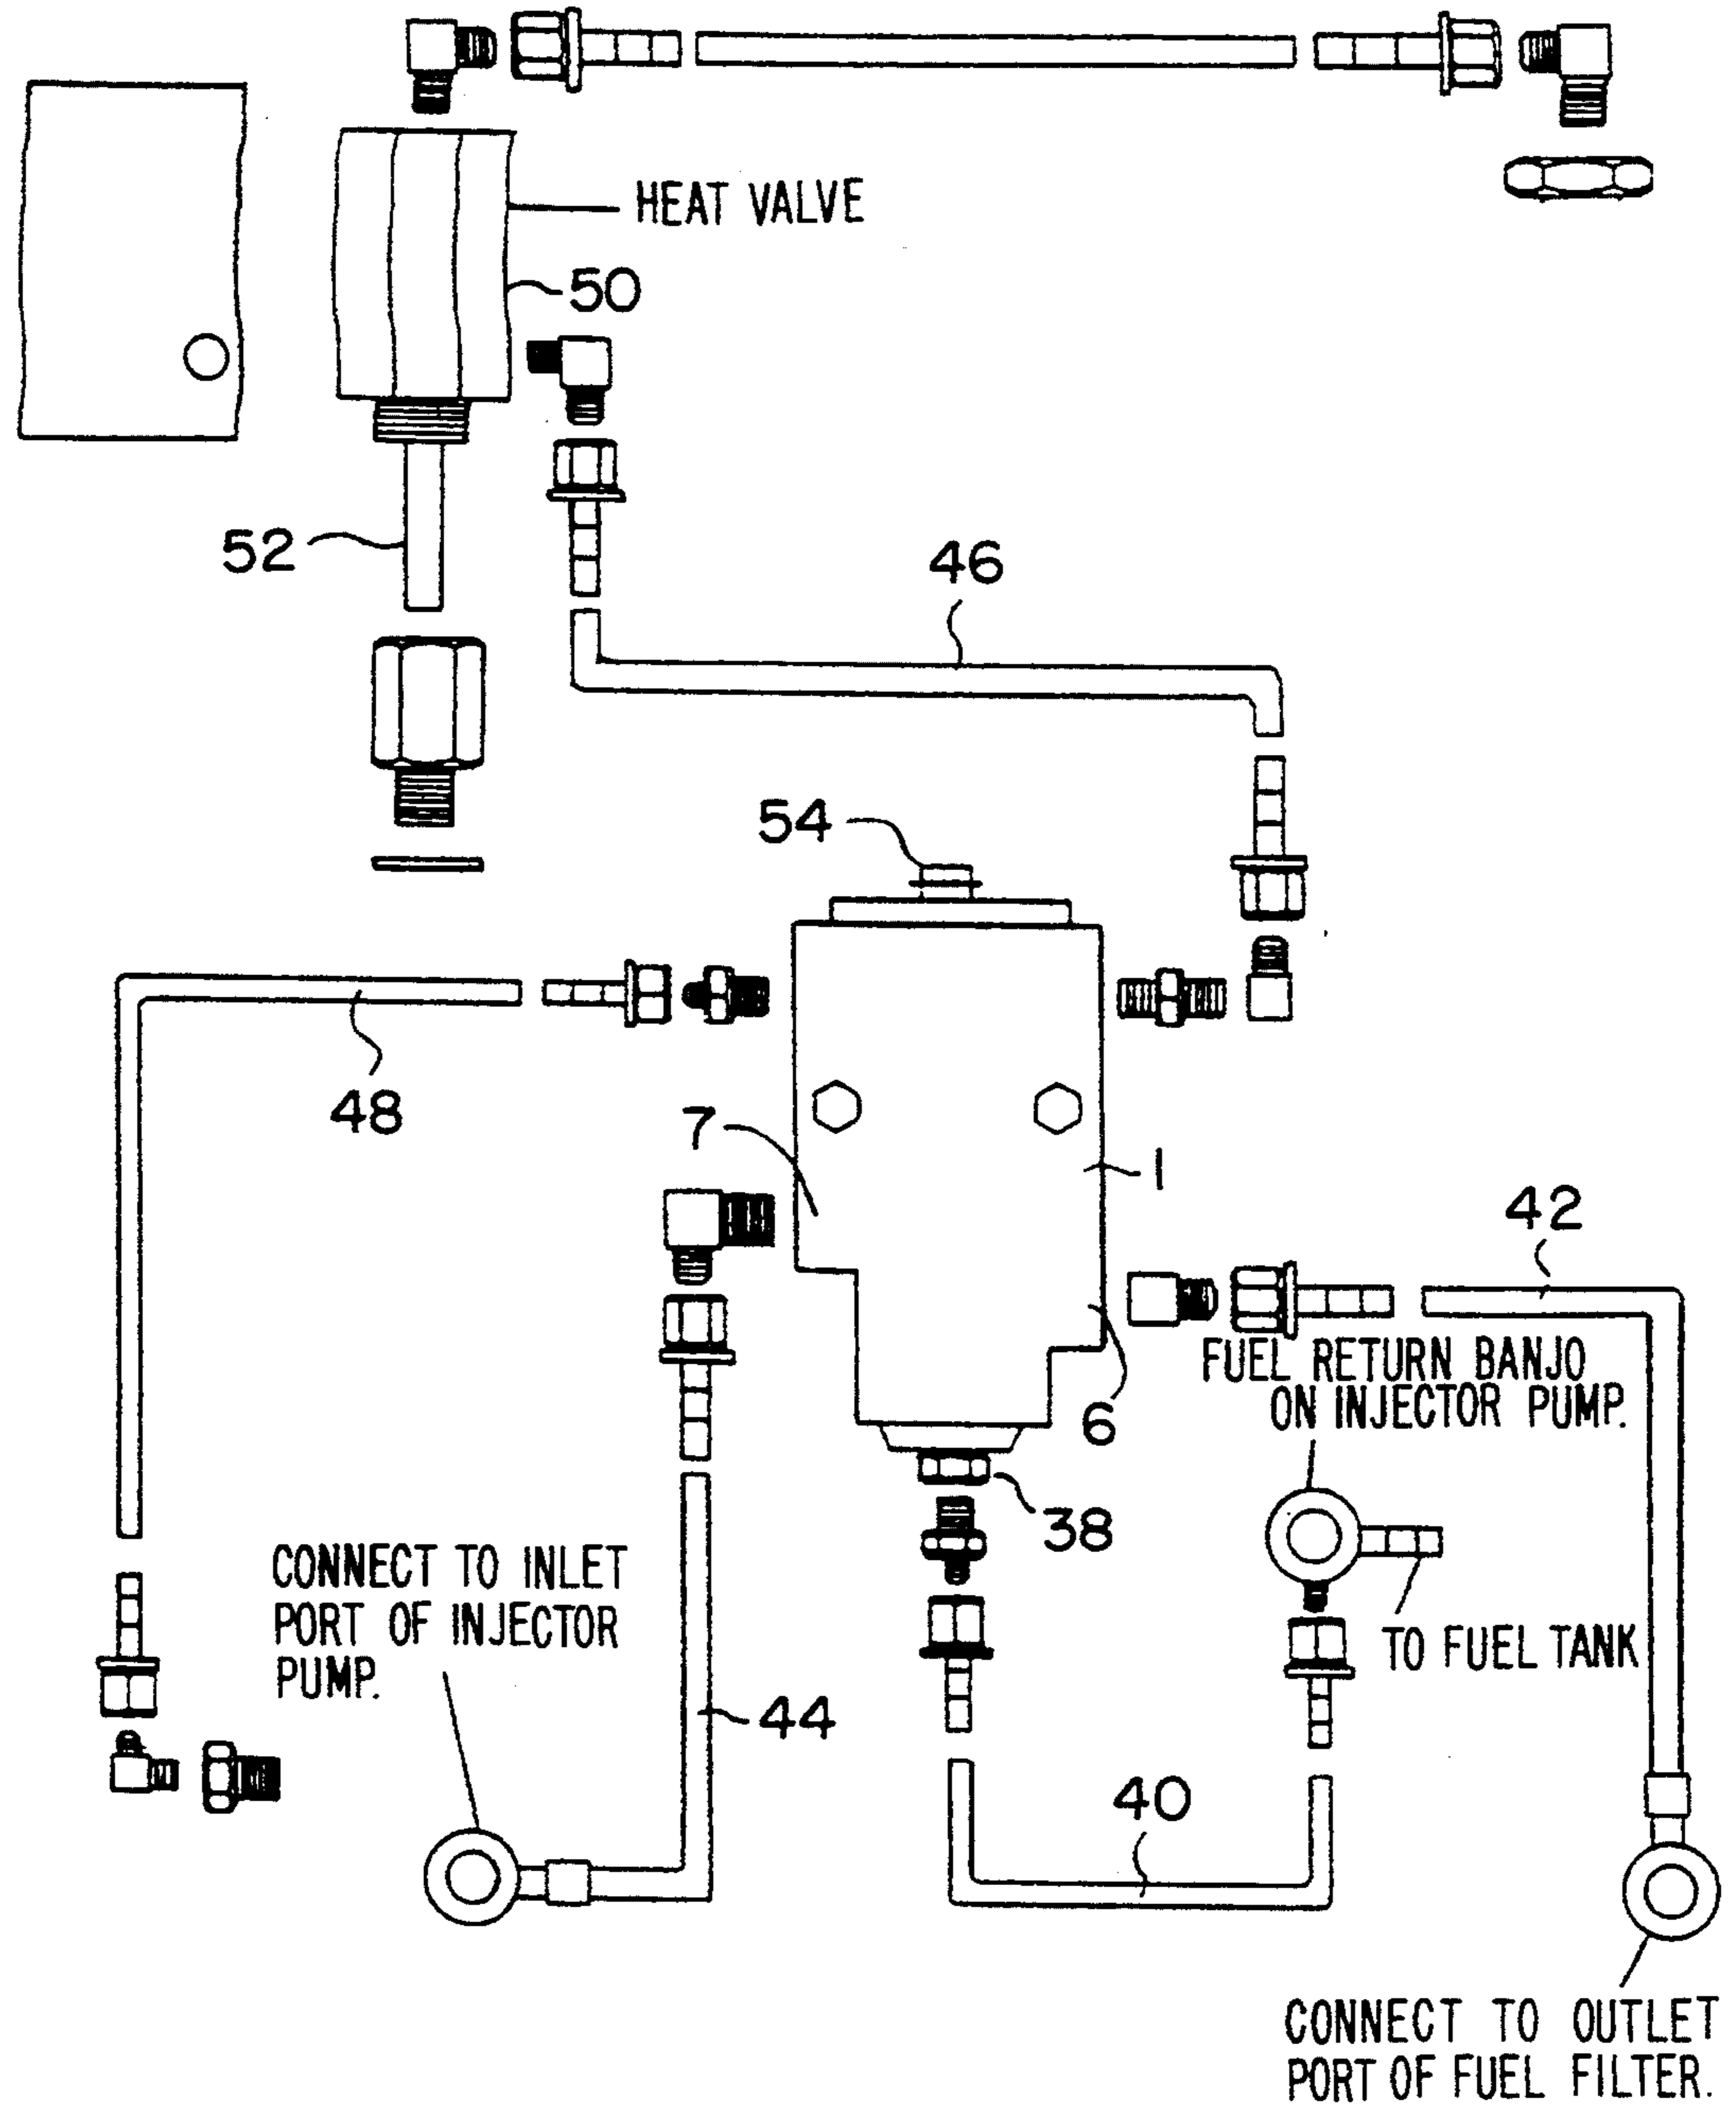 HEAT VALVE
50
52
46
54
48
7
1
42
FUEL RETURN BANJO
ON INJECTOR PUMP.
6
38
CONNECT TO INLET
PORT OF INJECTOR
PUMP.
TO FUEL TANK
44
40
CONNECT TO OUTLET
PORT OF FUEL FILTER.